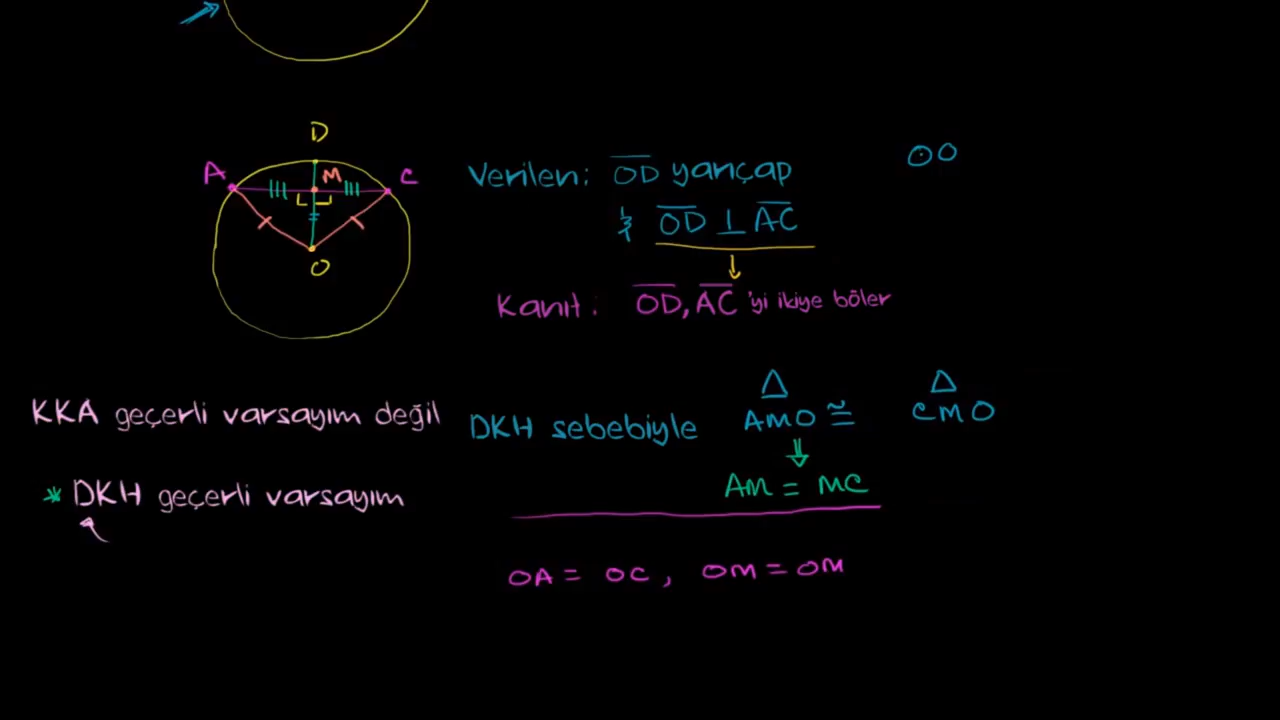 D
A M C
O
Verilen: OD yarıçap
& OD ⊥ AC
Kanıt: OD, AC 'yi ikiye böler
KKA geçerli varsayım değil
* DKH geçerli varsayım
DKH sebebiyle AMO ≅ CMO
AM = MC
OA = OC, OM = OM